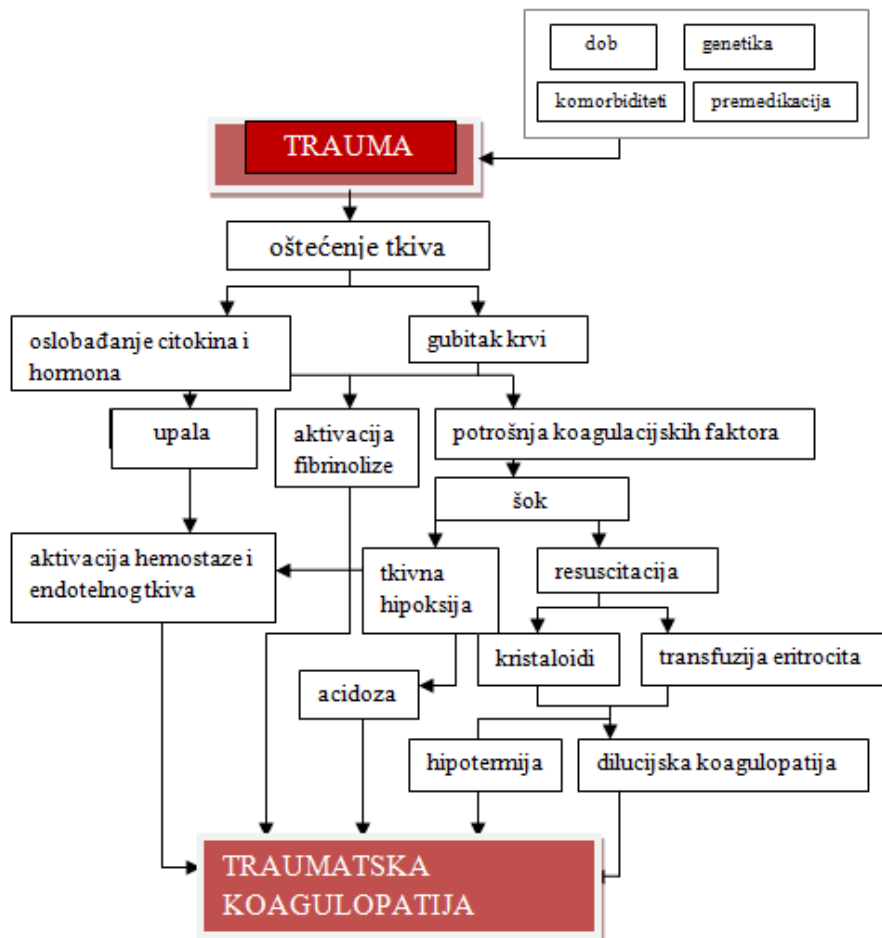 dob
genetika
komorbiditeti
premedikacija
TRAUMA
oštećenje tkiva
oslobađanje citokina i
hormona
gubitak krvi
upala
aktivacija
fibrinolize
potrošnja koagulacijskih faktora
šok
aktivacija hemostaze i
endotelnog tkiva
tkivna
hipoksija
resuscitacija
kristaloidi
transfuzija eritrocita
acidoza
hipotermija
dilucijska koagulopatija
TRAUMATSKA
KOAGULOPATIJA